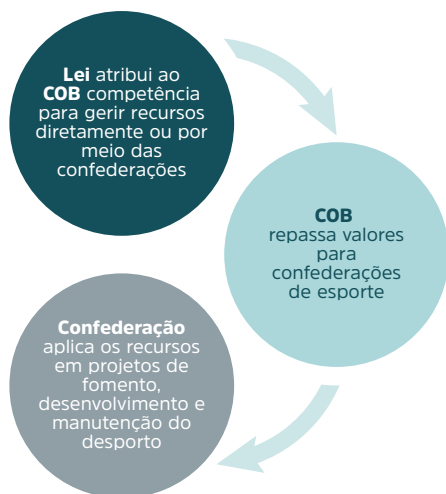 Lei atribui ao
COB competência
para gerir recursos
diretamente ou por
meio das
confederações
COB
repassa valores
para
confederações
de esporte
Confederação
aplica os recursos
em projetos de
fomento,
desenvolvimento e
manutenção do
desporto